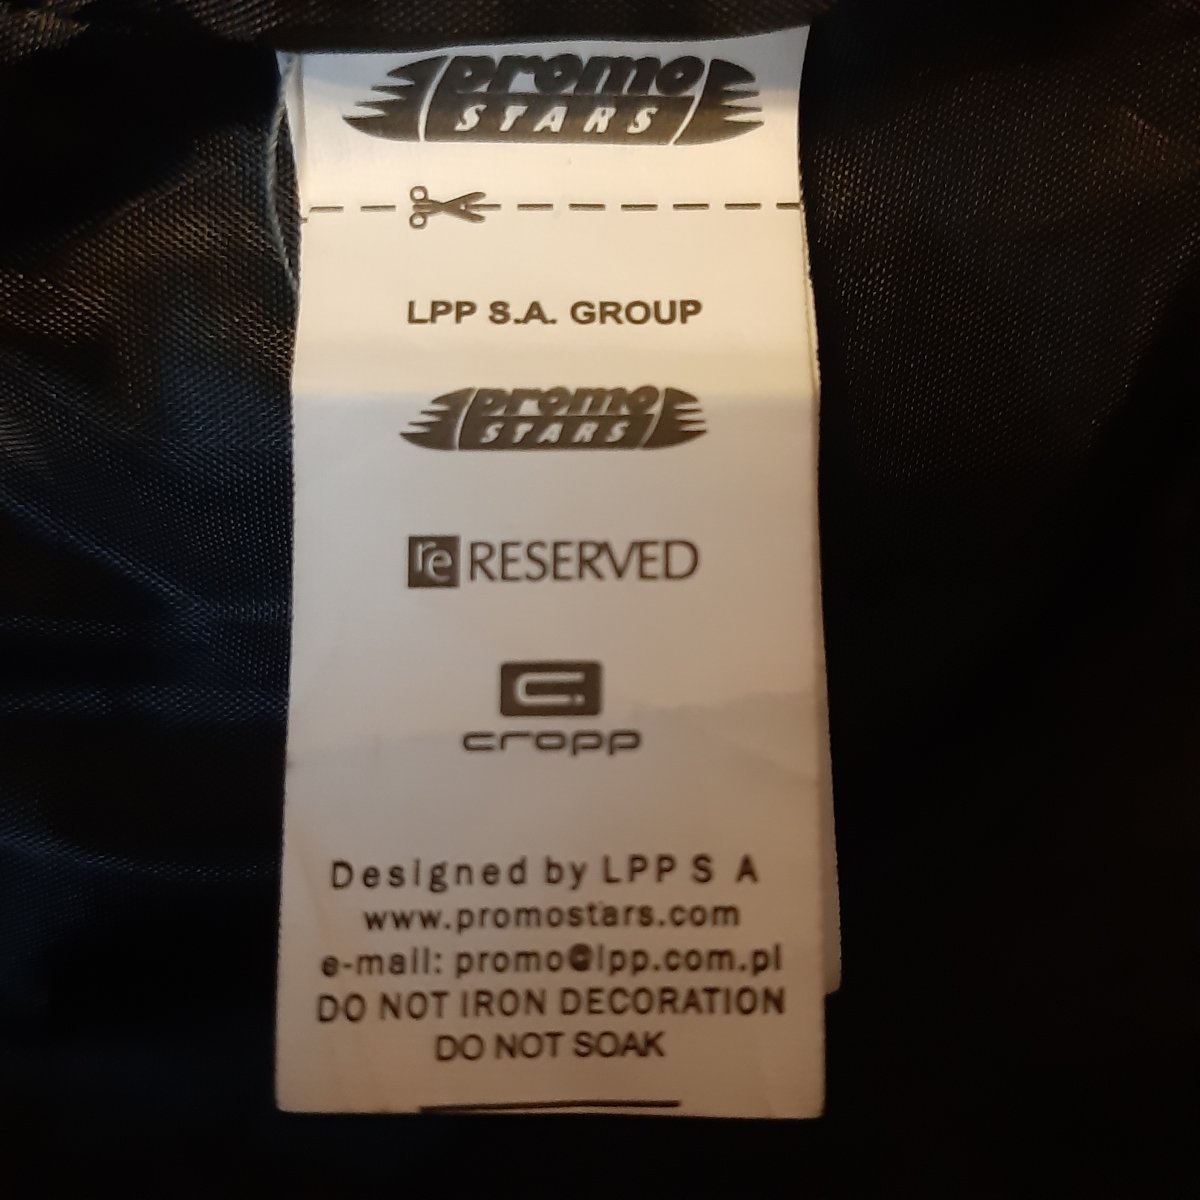 promo
STARS
LPP S.A. GROUP
promo
STARS
re RESERVED
cropp
Designed by LPP S A
www.promostars.com
e-mail: promo@lpp.com.pl
DO NOT IRON DECORATION
DO NOT SOAK